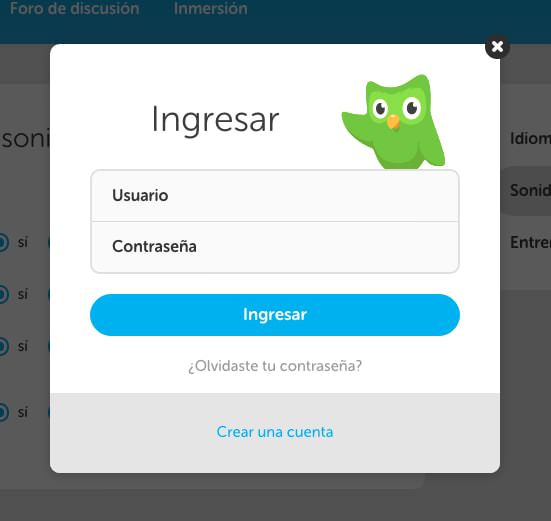 Foro de discusión Inmersión
Ingresar
soni
Idiom
Usuario
Sonid
sí
Contraseña
Entre
sí
Ingresar
sí
¿Olvidaste tu contraseña?
sí
Crear una cuenta